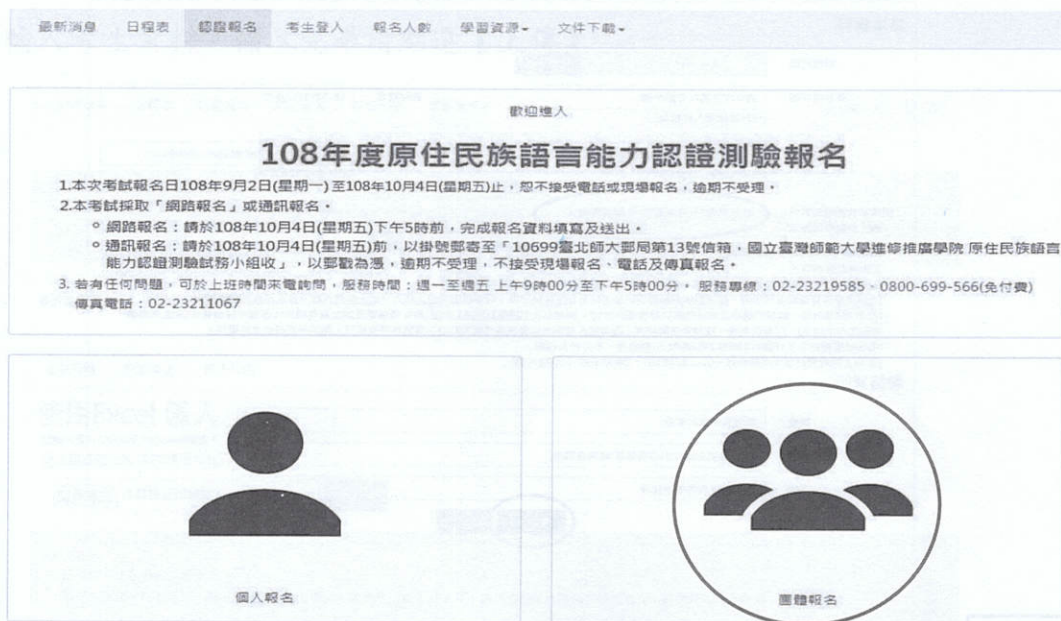 最新消息 日程表 認證報名 考生登入 報名人數 學習資源 文件下載
歡迎進入
108年度原住民族語言能力認證測驗報名
1.本次考試報名日108年9月2日(星期一)至108年10月4日(星期五)止，恕不接受電話或現場報名，逾期不受理。
2.本考試採取「網路報名」或通訊報名。
○ 網路報名：請於108年10月4日(星期五)下午5時前，完成報名資料填寫及送出。
○ 通訊報名：請於108年10月4日(星期五)前，以掛號郵寄至「10699臺北師大郵局第13號信箱，國立臺灣師範大學進修推廣學院 原住民族語言
能力認證測驗試務小組收」，以郵戳為憑，逾期不受理，不接受現場報名、電話及傳真報名。
3. 若有任何問題，可於上班時間來電詢問，服務時間：週一至週五 上午9時00分至下午5時00分，服務專線：02-23219585、0800-699-566(免付費)
傳真電話：02-23211067
個人報名 團體報名